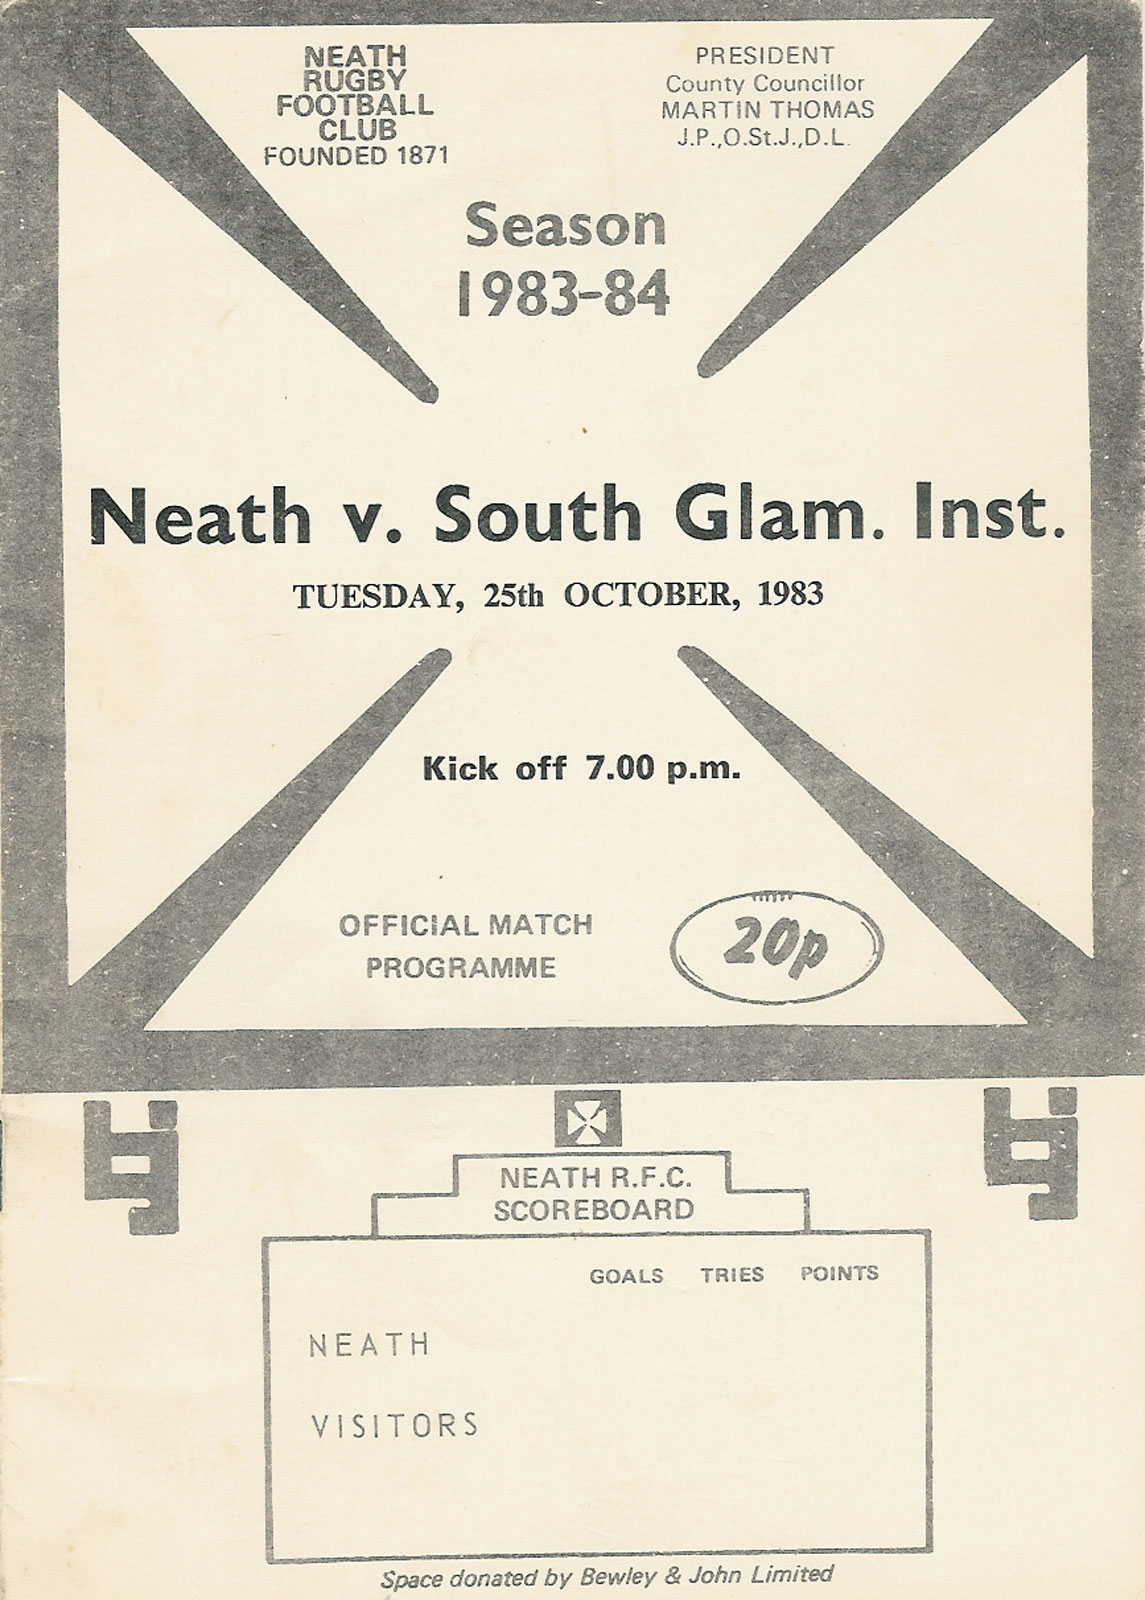 NEATH
RUGBY
FOOTBALL
CLUB
FOUNDED 1871
PRESIDENT
County Councillor
MARTIN THOMAS
J.P.,O.St.J.,D.L.
Season
1983-84
Neath v. South Glam. Inst.
TUESDAY, 25th OCTOBER, 1983
Kick off 7.00 p.m.
OFFICIAL MATCH
PROGRAMME
20p
NEATH R.F.C.
SCOREBOARD
GOALS TRIES POINTS
NEATH
VISITORS
Space donated by Bewley & John Limited